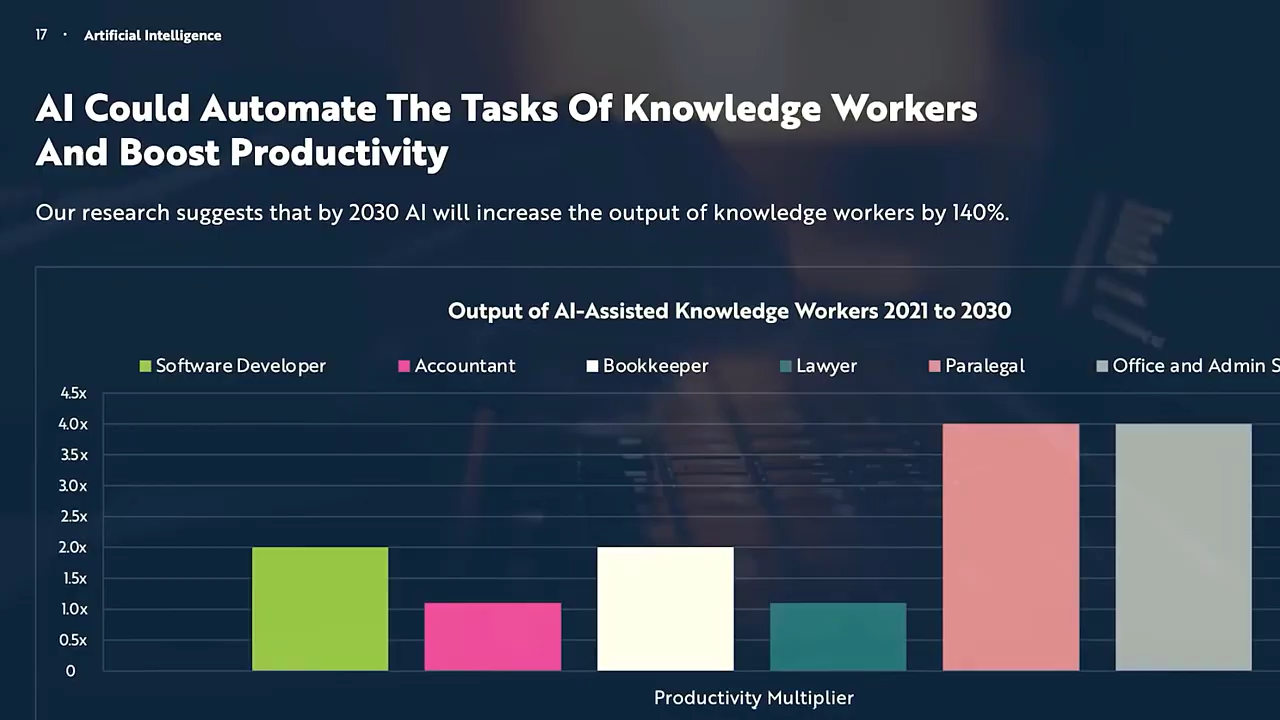 17 · Artificial Intelligence
AI Could Automate The Tasks Of Knowledge Workers
And Boost Productivity
Our research suggests that by 2030 AI will increase the output of knowledge workers by 140%.
Output of AI-Assisted Knowledge Workers 2021 to 2030
Software Developer Accountant Bookkeeper Lawyer Paralegal Office and Admin S
4.5x
4.0x
3.5x
3.0x
2.5x
2.0x
1.5x
1.0x
0.5x
0
Productivity Multiplier